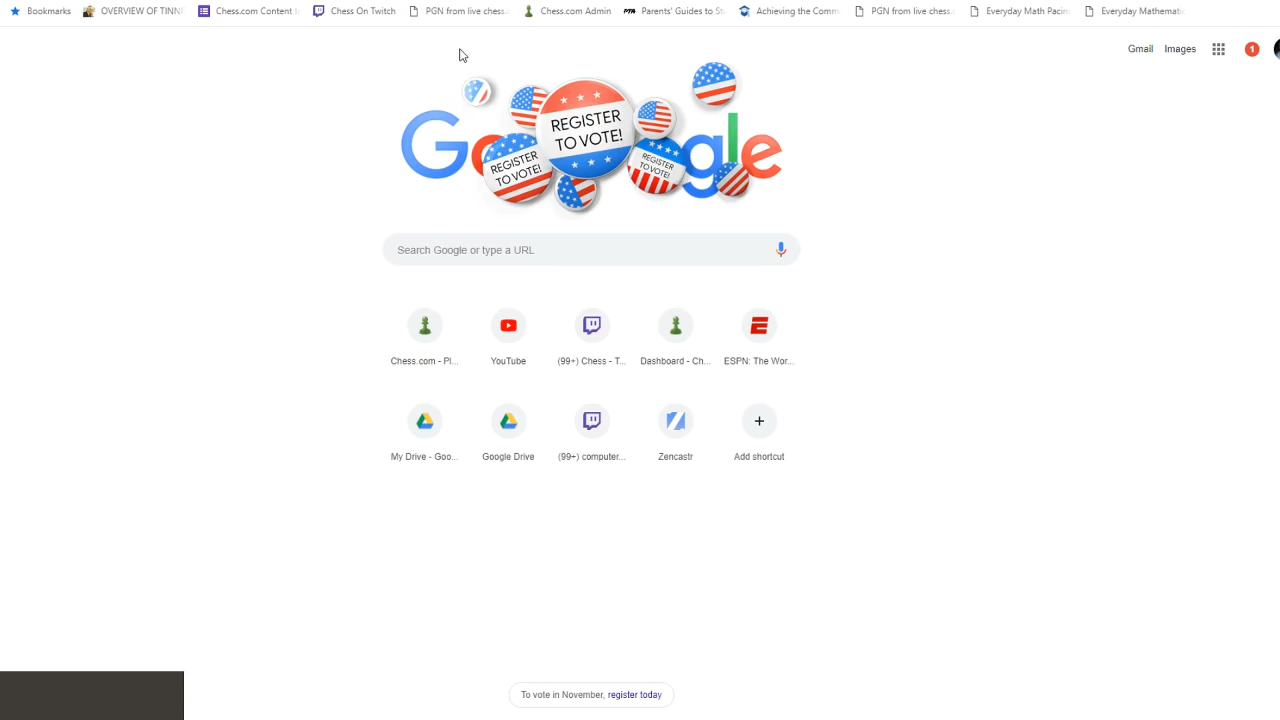 Bookmarks OVERVIEW OF TINN Chess.com Content I Chess On Twitch PGN from live chess. Chess.com Admin PTA Parents' Guides to St Achieving the Comm PGN from live chess. Everyday Math Pacin Everyday Mathematic
Gmail Images 1
Google
REGISTER
TO VOTE!
REGISTER
TO VOTE!
REGISTER
TO VOTE!
Search Google or type a URL
Chess.com - Pl... YouTube (99+) Chess - T... Dashboard - Ch... ESPN: The Wor...
My Drive - Goo... Google Drive (99+) computer... Zencastr Add shortcut
To vote in November, register today